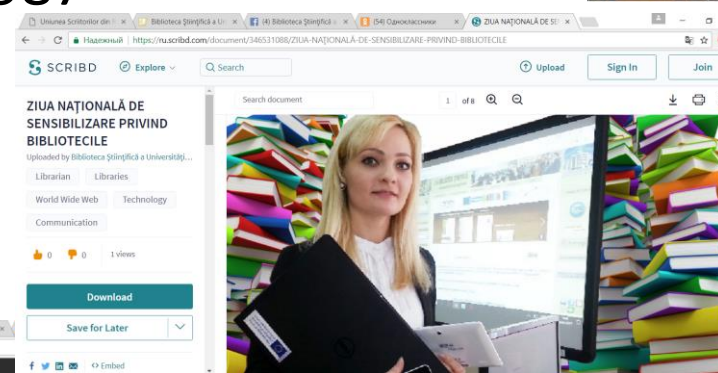 Uniunea Scriitorilor din
Biblioteca Științifică a Un
(4) Biblioteca Științifică
(54) Одноклассники
ZIUA NAȚIONALĂ DE SE
Надежный | https://ru.scribd.com/document/346531088/ZIUA-NAȚIONALĂ-DE-SENSIBILIZARE-PRIVIND-BIBLIOTECILE
SCRIBD Explore Search Upload Sign In Join
ZIUA NAȚIONALĂ DE
SENSIBILIZARE PRIVIND
BIBLIOTECILE
Uploaded by Biblioteca Științifică a Universităţi...
Librarian Libraries
World Wide Web Technology
Communication
0 0 1 views
Download
Save for Later
Embed
Search document 1 of 8